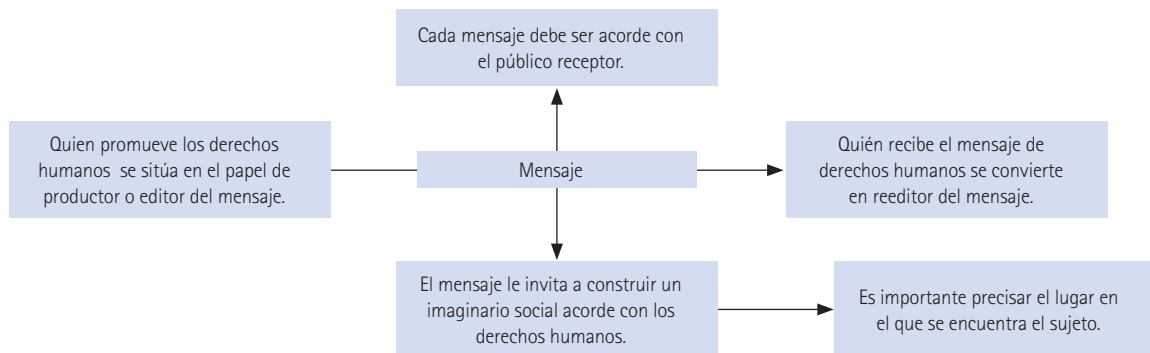 Cada mensaje debe ser acorde con
el público receptor.
Quien promueve los derechos
humanos se sitúa en el papel de
productor o editor del mensaje.
Mensaje
Quién recibe el mensaje de
derechos humanos se convierte
en reeditor del mensaje.
El mensaje le invita a construir un
imaginario social acorde con los
derechos humanos.
Es importante precisar el lugar en
el que se encuentra el sujeto.